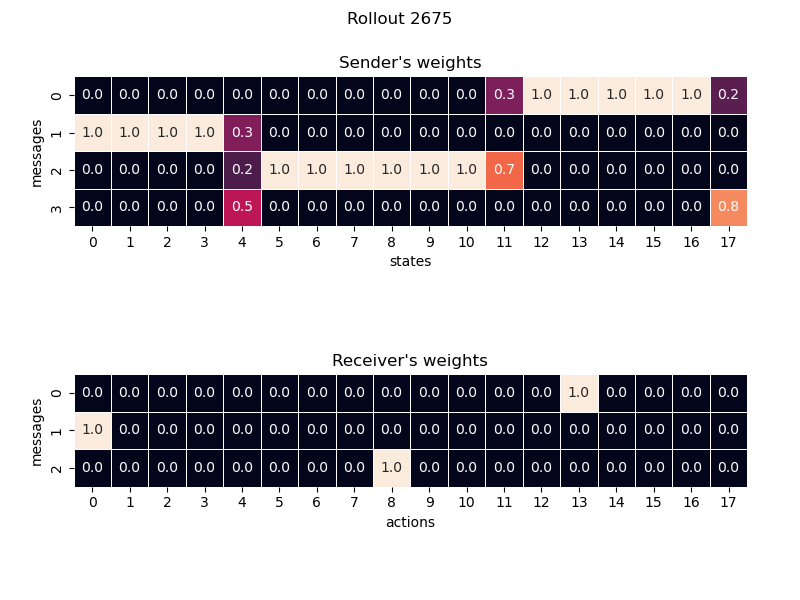 Rollout 2675
Sender's weights
messages
0 0.0 0.0 0.0 0.0 0.0 0.0 0.0 0.0 0.0 0.0 0.0 0.3 1.0 1.0 1.0 1.0 1.0 0.2
1 1.0 1.0 1.0 1.0 0.3 0.0 0.0 0.0 0.0 0.0 0.0 0.0 0.0 0.0 0.0 0.0 0.0 0.0
2 0.0 0.0 0.0 0.0 0.2 1.0 1.0 1.0 1.0 1.0 1.0 0.7 0.0 0.0 0.0 0.0 0.0 0.0
3 0.0 0.0 0.0 0.0 0.5 0.0 0.0 0.0 0.0 0.0 0.0 0.0 0.0 0.0 0.0 0.0 0.0 0.8
0 1 2 3 4 5 6 7 8 9 10 11 12 13 14 15 16 17
states
Receiver's weights
messages
0 0.0 0.0 0.0 0.0 0.0 0.0 0.0 0.0 0.0 0.0 0.0 0.0 0.0 1.0 0.0 0.0 0.0 0.0
1 1.0 0.0 0.0 0.0 0.0 0.0 0.0 0.0 0.0 0.0 0.0 0.0 0.0 0.0 0.0 0.0 0.0 0.0
2 0.0 0.0 0.0 0.0 0.0 0.0 0.0 0.0 1.0 0.0 0.0 0.0 0.0 0.0 0.0 0.0 0.0 0.0
0 1 2 3 4 5 6 7 8 9 10 11 12 13 14 15 16 17
actions